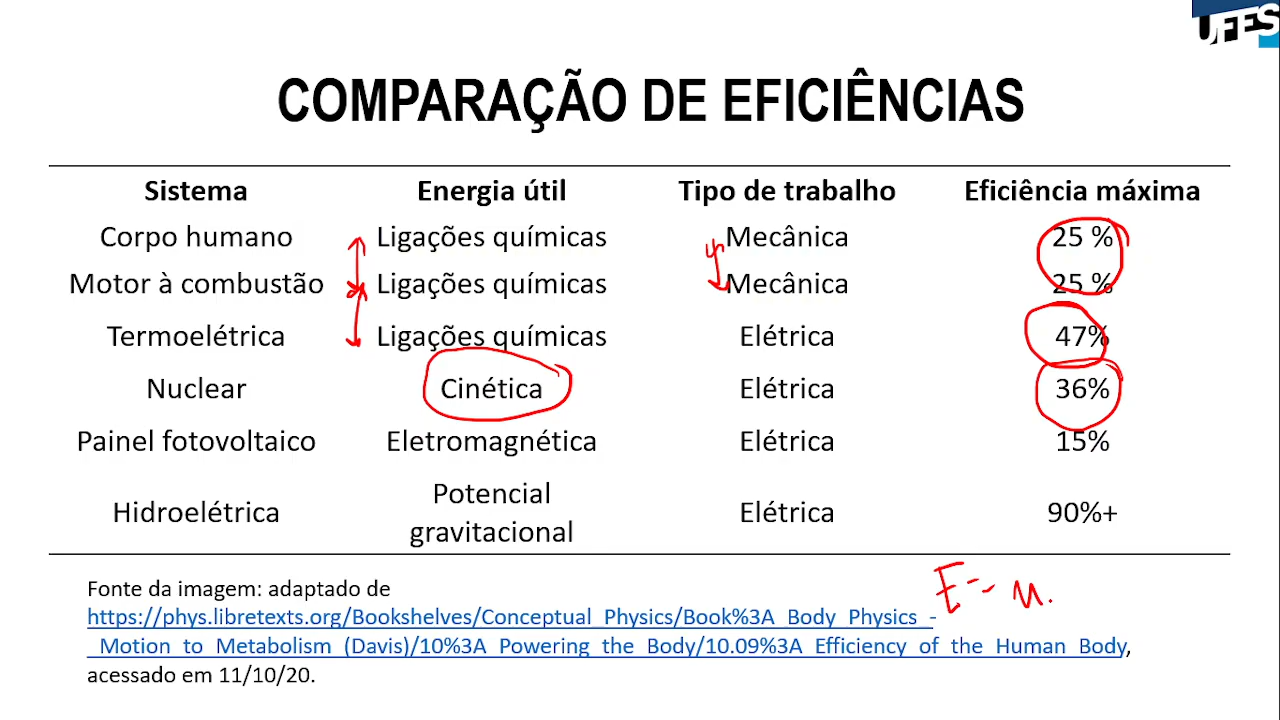 UFES
COMPARAÇÃO DE EFICIÊNCIAS
Sistema Energia útil Tipo de trabalho Eficiência máxima
Corpo humano Ligações químicas Mecânica 25 %
Motor à combustão Ligações químicas Mecânica 25 %
Termoelétrica Ligações químicas Elétrica 47%
Nuclear Cinética Elétrica 36%
Painel fotovoltaico Eletromagnética Elétrica 15%
Hidroelétrica Potencial gravitacional Elétrica 90%+
Fonte da imagem: adaptado de
https://phys.libretexts.org/Bookshelves/Conceptual_Physics/Book%3A_Body_Physics_-
_Motion_to_Metabolism_(Davis)/10%3A_Powering_the_Body/10.09%3A_Efficiency_of_the_Human_Body,
acessado em 11/10/20.